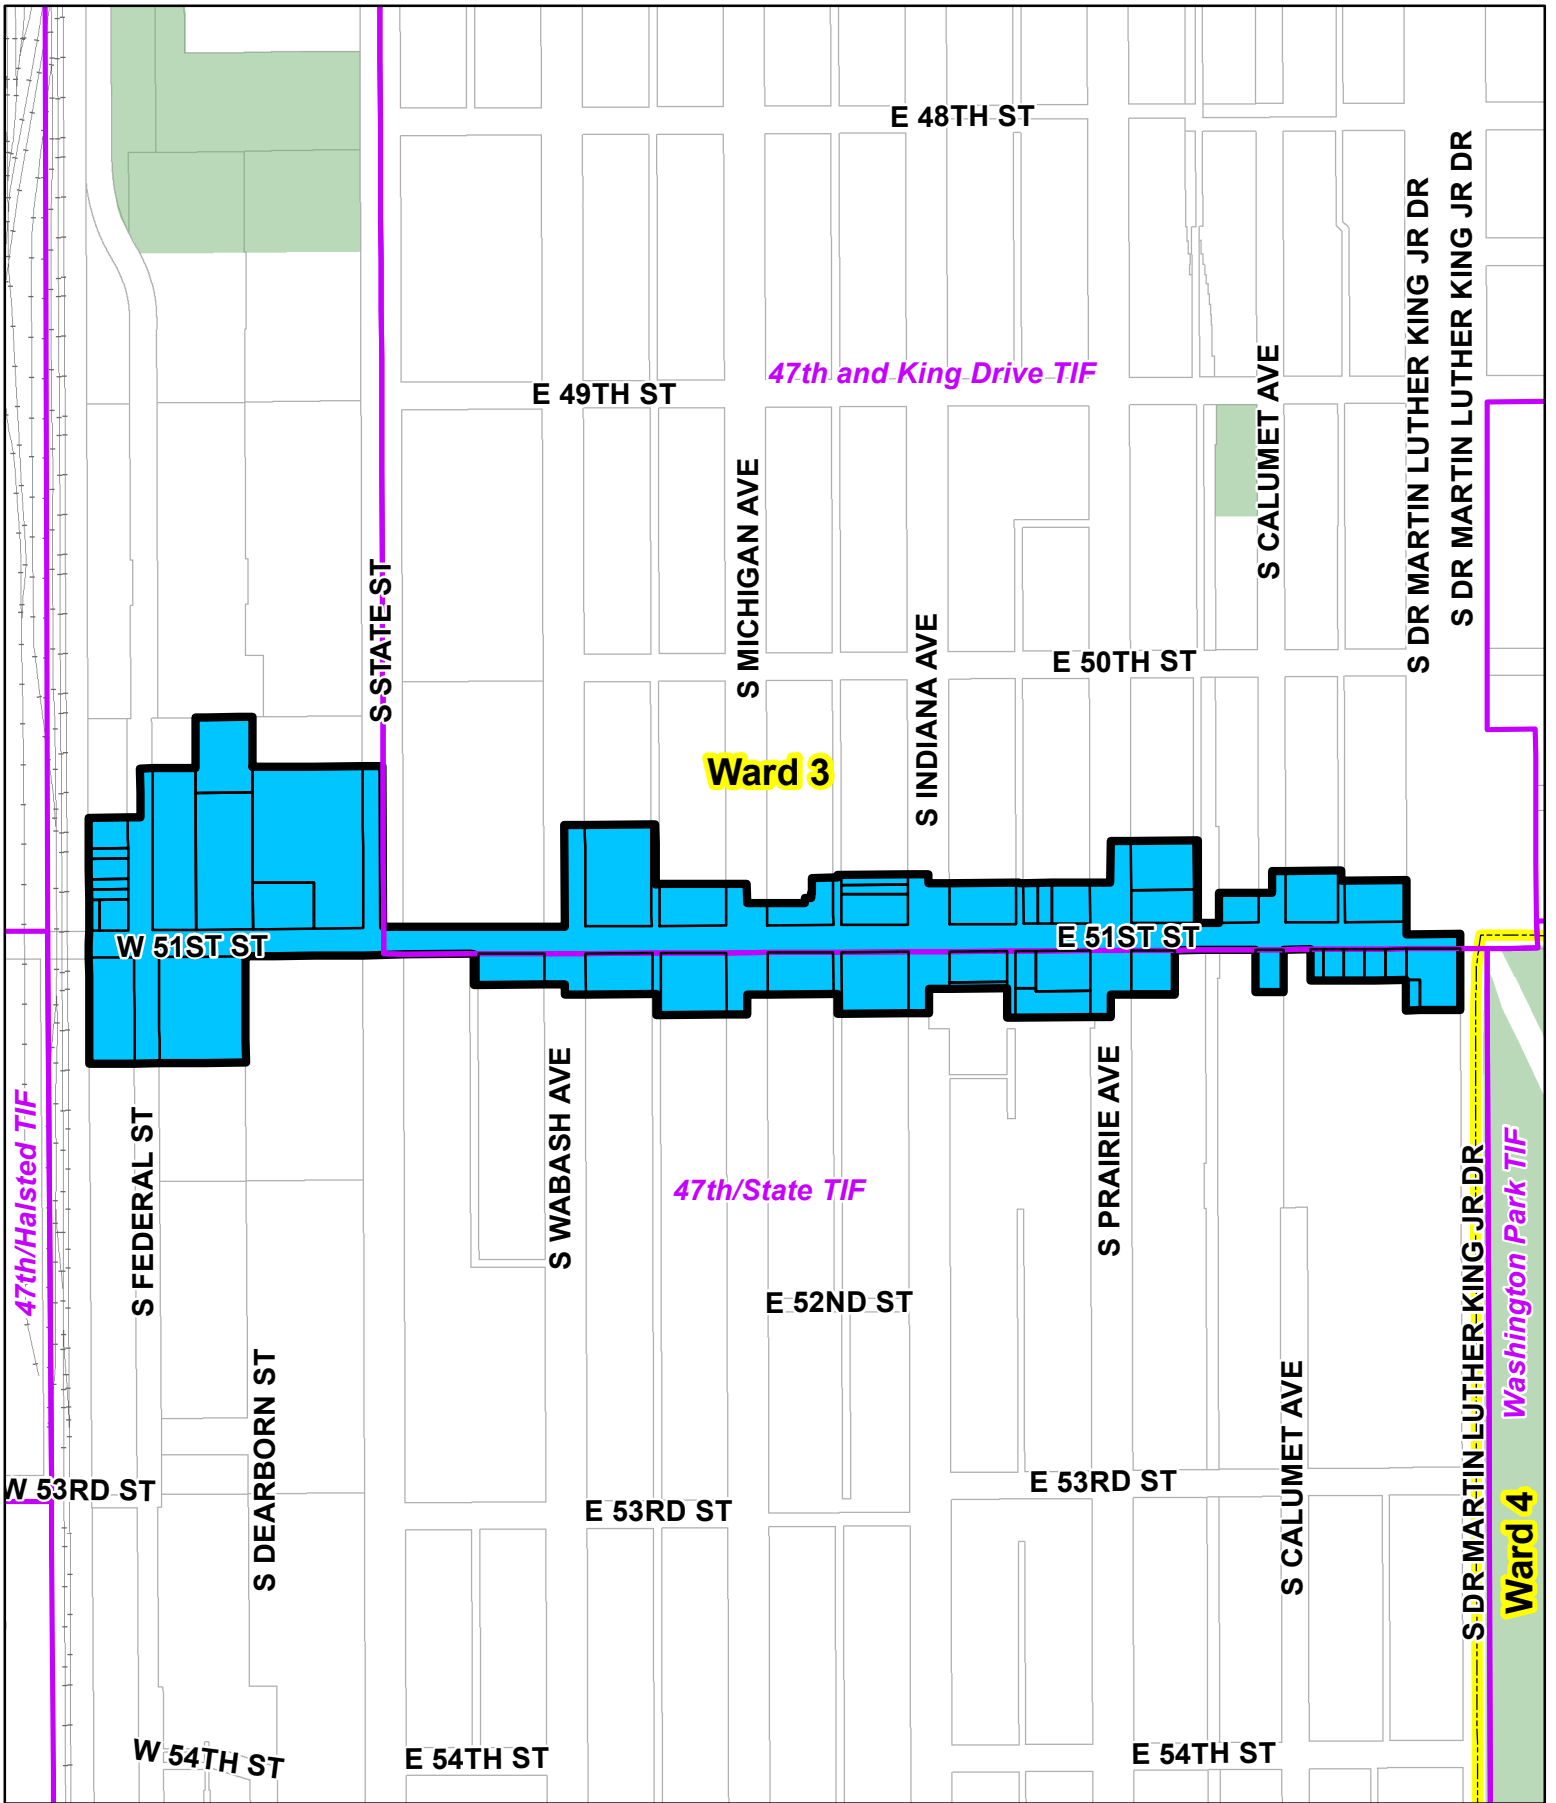 E 48TH ST
S DR MARTIN LUTHER KING JR DR
S DR MARTIN LUTHER KING JR DR
47th and King Drive TIF
E 49TH ST
S CALUMET AVE
S MICHIGAN AVE
S STATE ST
S INDIANA AVE
E 50TH ST
Ward 3
W 51ST ST
E 51ST ST
47th/Halsted TIF
S FEDERAL ST
S WABASH AVE
S PRAIRIE AVE
47th/State TIF
S DR MARTIN LUTHER KING JR DR
Washington Park TIF
E 52ND ST
S DEARBORN ST
S CALUMET AVE
W 53RD ST
E 53RD ST
E 53RD ST
Ward 4
W 54TH ST
E 54TH ST
E 54TH ST